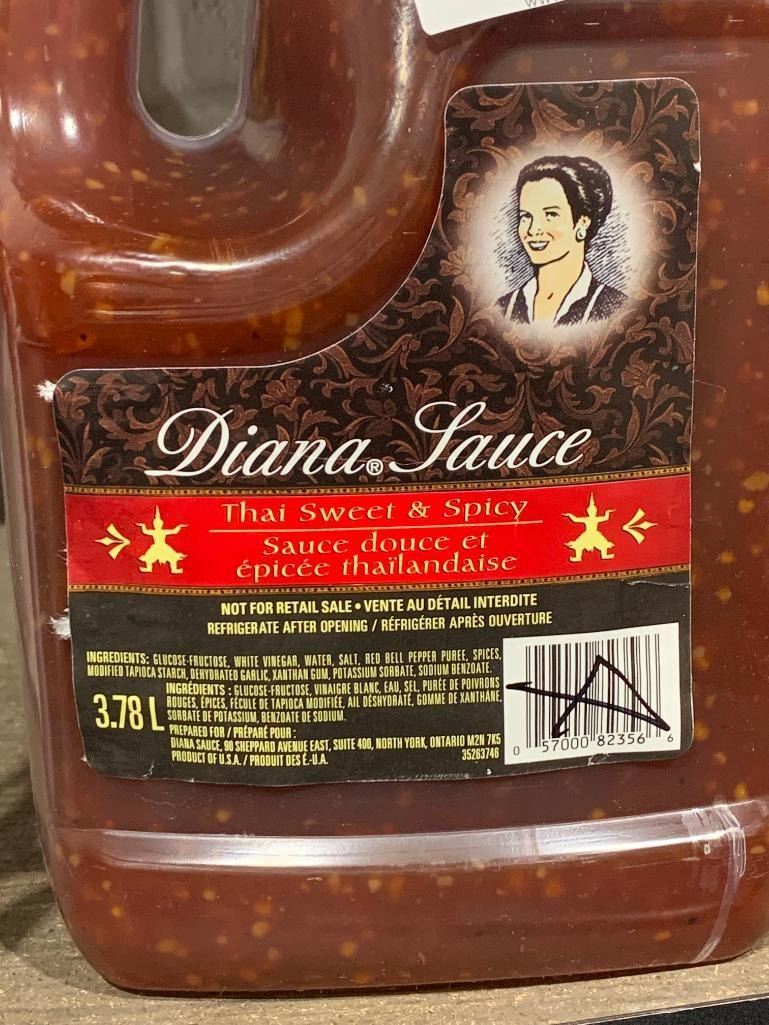 Diana® Sauce
Thai Sweet & Spicy
Sauce douce et
épicée thaïlandaise
NOT FOR RETAIL SALE • VENTE AU DÉTAIL INTERDITE
REFRIGERATE AFTER OPENING / RÉFRIGÉRER APRÈS OUVERTURE
INGREDIENTS: GLUCOSE-FRUCTOSE, WHITE VINEGAR, WATER, SALT, RED BELL PEPPER PUREE, SPICES,
MODIFIED TAPIOCA STARCH, DEHYDRATED GARLIC, XANTHAN GUM, POTASSIUM SORBATE, SODIUM BENZOATE.
INGRÉDIENTS : GLUCOSE-FRUCTOSE, VINAIGRE BLANC, EAU, SEL, PURÉE DE POIVRONS
ROUGES, ÉPICES, FÉCULE DE TAPIOCA MODIFIÉE, AIL DÉSHYDRATÉ, GOMME DE XANTHANE,
SORBATE DE POTASSIUM, BENZOATE DE SODIUM.
3.78 L
PREPARED FOR / PRÉPARÉ POUR :
DIANA SAUCE, 90 SHEPPARD AVENUE EAST, SUITE 400, NORTH YORK, ONTARIO M2N 7K5
PRODUCT OF U.S.A. / PRODUIT DES É.-U.A.
35263746
0 57000 82356 6